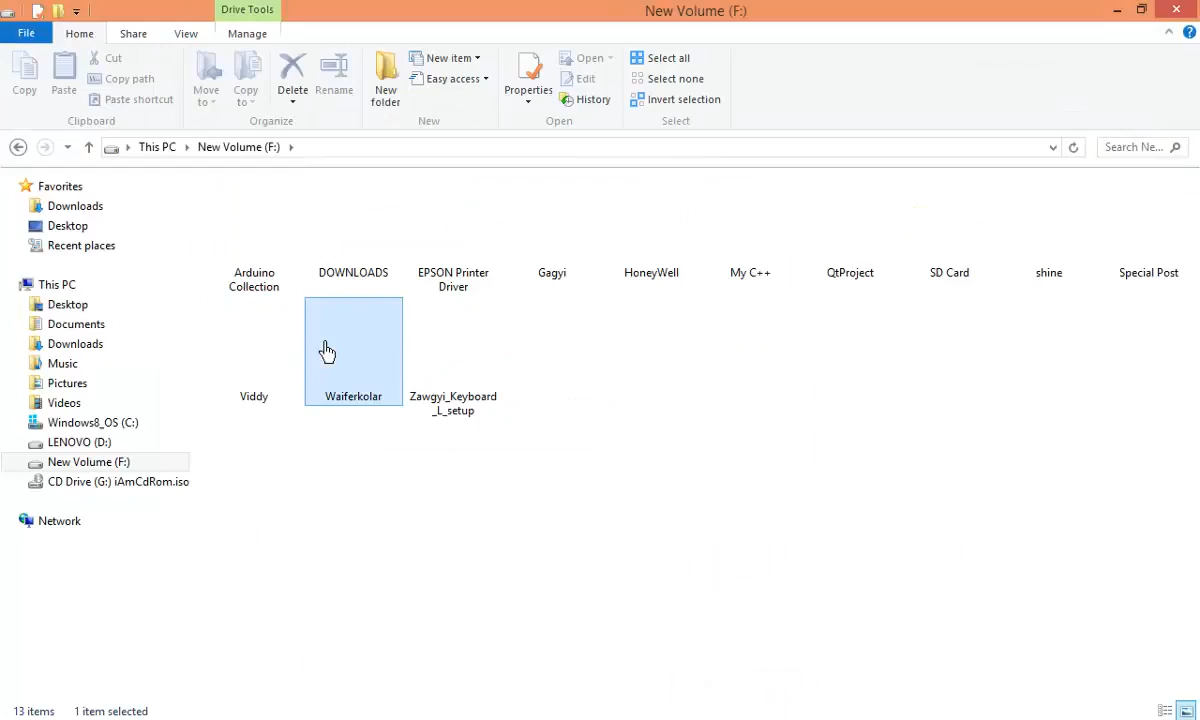 Drive Tools
New Volume (F:)
File
Home
Share
View
Manage
Copy
Paste
Cut
Copy path
Paste shortcut
Clipboard
Move
to
Copy
to
Delete
Rename
Organize
New
folder
New item
Easy access
New
Properties
Open
Edit
History
Open
Select all
Select none
Invert selection
Select
This PC
New Volume (F:)
Search Ne...
Favorites
Downloads
Desktop
Recent places
This PC
Desktop
Documents
Downloads
Music
Pictures
Videos
Windows8_OS (C:)
LENOVO (D:)
New Volume (F:)
CD Drive (G:) iAmCdRom.iso
Network
Arduino
Collection
DOWNLOADS
EPSON Printer
Driver
Gagyi
HoneyWell
My C++
QtProject
SD Card
shine
Special Post
Viddy
Waiferkolar
Zawgyi_Keyboard
_L_setup
13 items
1 item selected